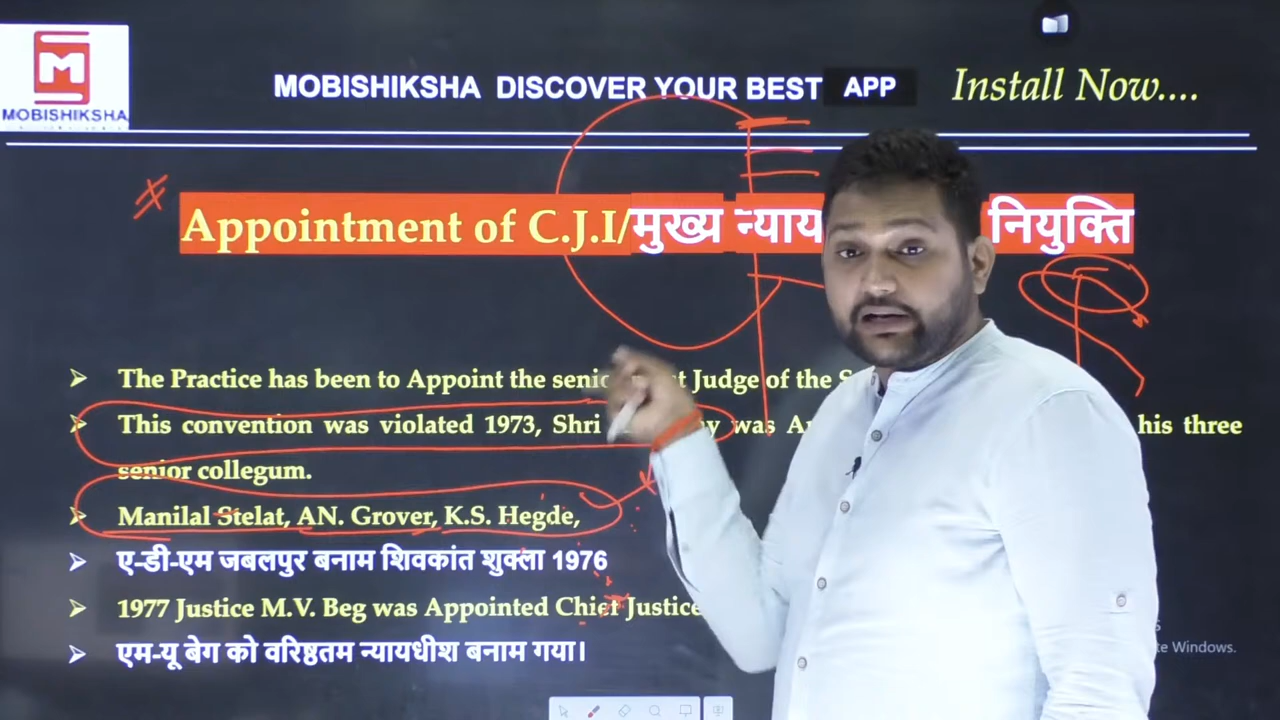 MOBISHIKSHA DISCOVER YOUR BEST APP Install Now....
MOBISHIKSHA
Appointment of C.J.I/मुख्य नियुक्ति
The Practice has been to Appoint the Judge of the
This convention was violated 1973, Shri was his three
senior collegum.
Manilal Stelat, AN. Grover, K.S. Hegde,
ए-डी-एम जबलपुर बनाम शिवकांत शुक्ला 1976
1977 Justice M.V. Beg was Appointed Chief Justice
एम-यू बेग को वरिष्ठतम न्यायधीश बनाम गया।
Windows.